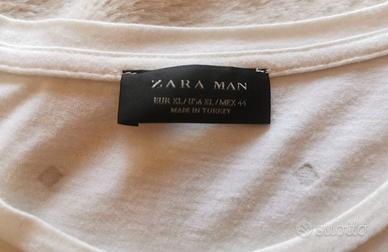 ZARA MAN
EUR XL / USA XL / MEX 44
MADE IN TURKEY
subito